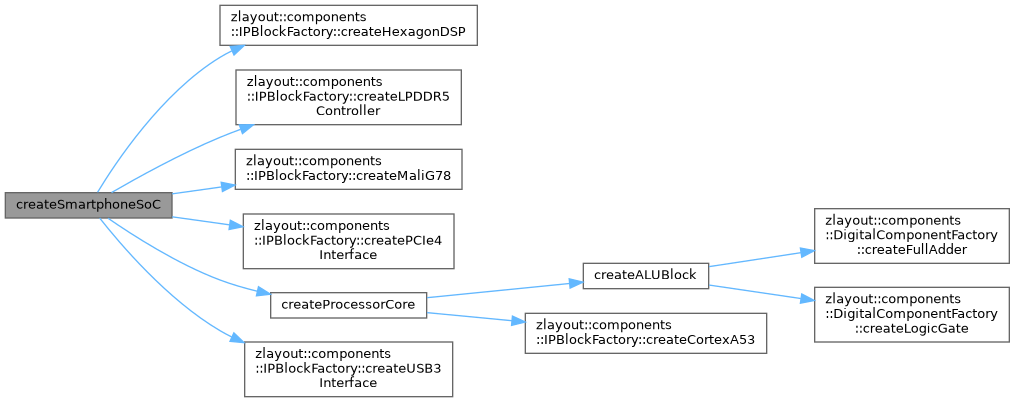 zlayout::components
::IPBlockFactory::createHexagonDSP
zlayout::components
::IPBlockFactory::createLPDDR5
Controller
zlayout::components
::IPBlockFactory::createMaliG78
createSmartphoneSoC
zlayout::components
::IPBlockFactory::createPCIe4
Interface
createProcessorCore
zlayout::components
::IPBlockFactory::createUSB3
Interface
createALUBlock
zlayout::components
::IPBlockFactory::createCortexA53
zlayout::components
::DigitalComponentFactory
::createFullAdder
zlayout::components
::DigitalComponentFactory
::createLogicGate